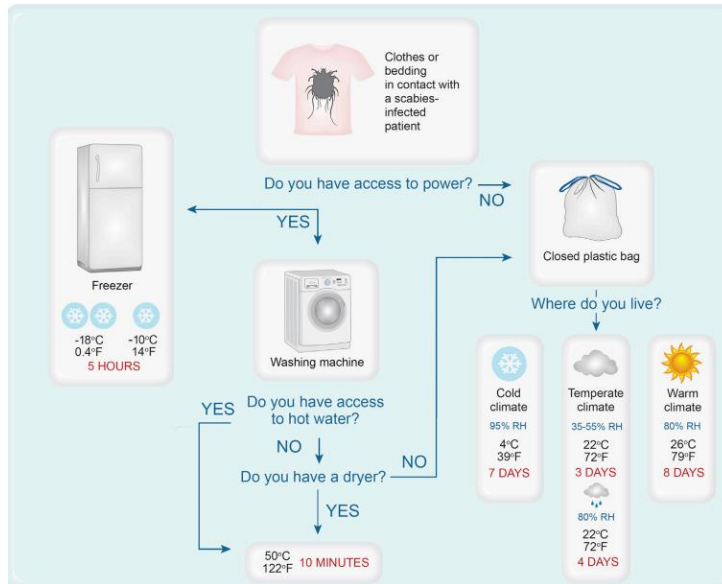 Clothes or
bedding
in contact with
a scabies-
infected
patient
Do you have access to power?
NO
YES
Freezer
-18°C
0.4°F
-10°C
14°F
5 HOURS
Washing machine
Closed plastic bag
Where do you live?
Do you have access
to hot water?
YES
NO
Do you have a dryer?
NO
YES
50°C
122°F
10 MINUTES
Cold
climate
95% RH
4°C
39°F
7 DAYS
Temperate
climate
35-55% RH
22°C
72°F
3 DAYS
80% RH
22°C
72°F
4 DAYS
Warm
climate
80% RH
26°C
79°F
8 DAYS